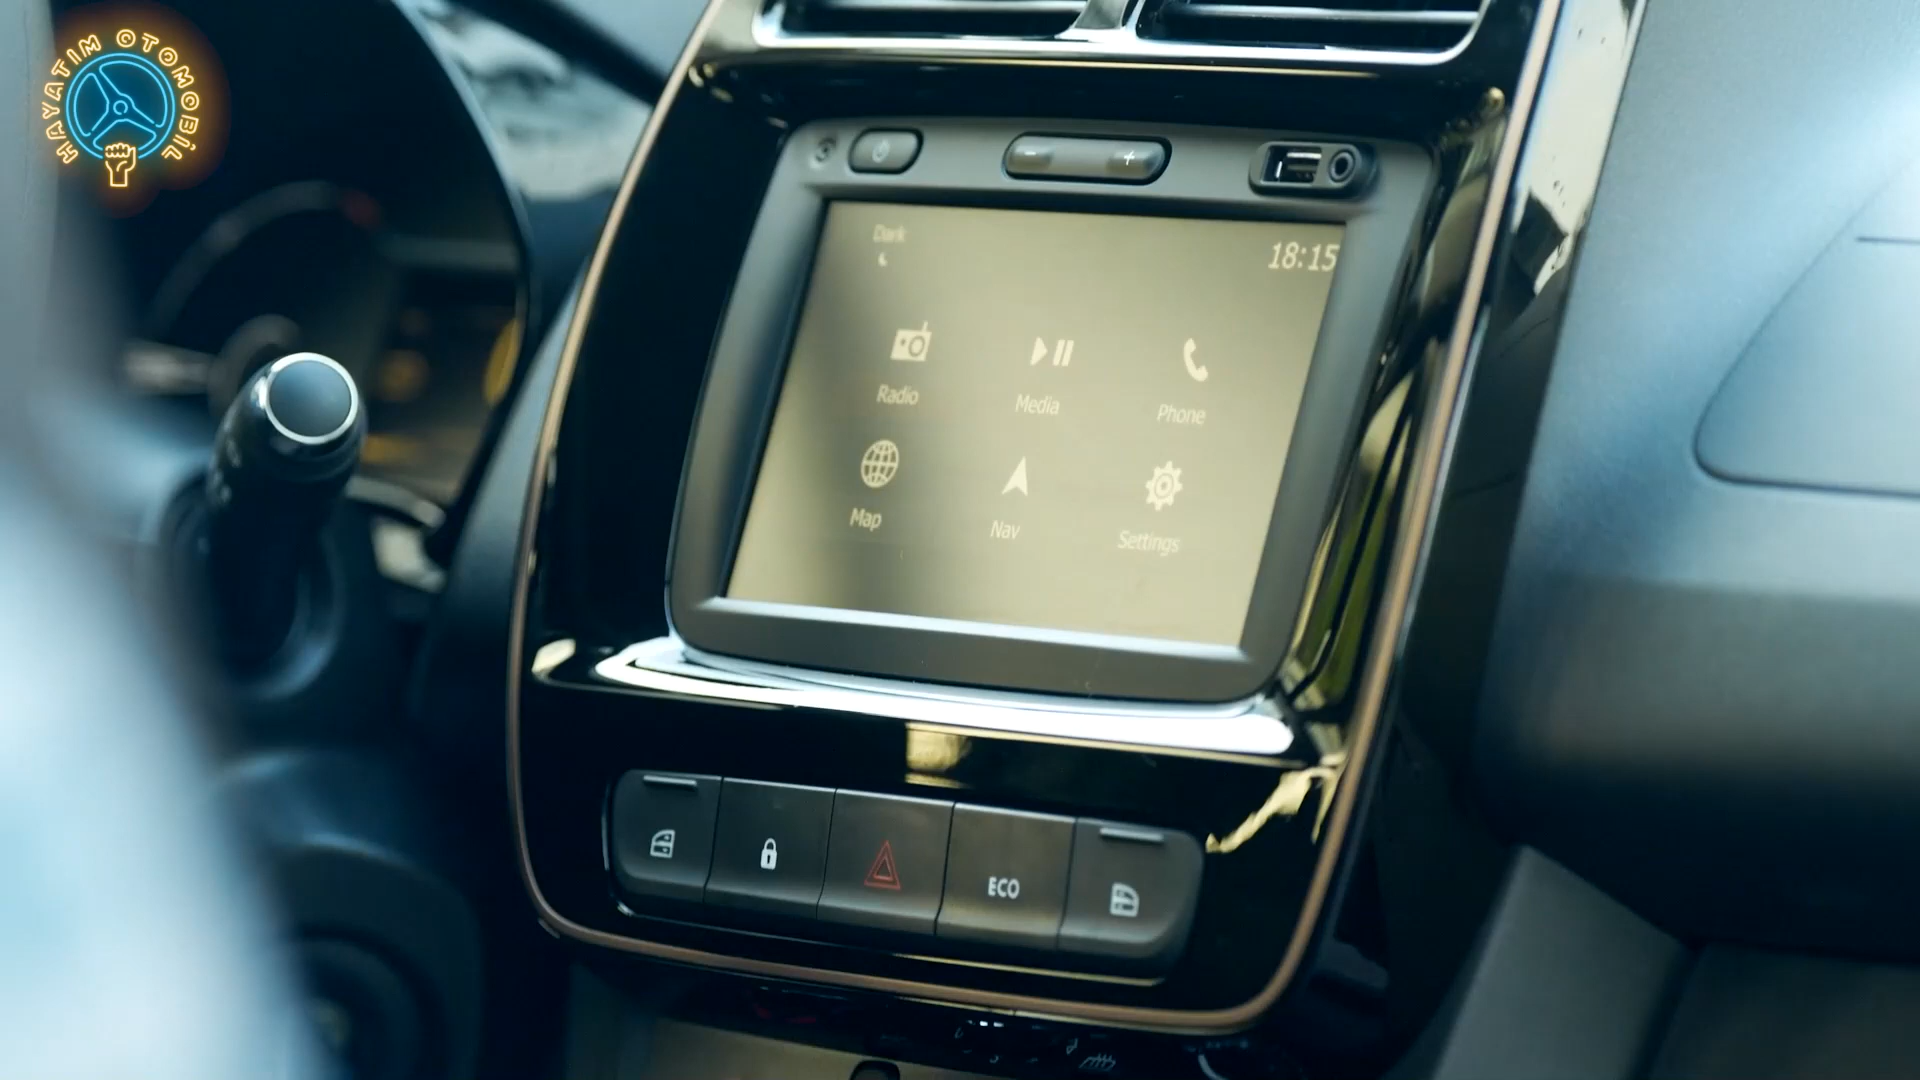 HAYATIM OTOMOBİL
Dark
18:15
Radio
Media
Phone
Map
Nav
Settings
ECO